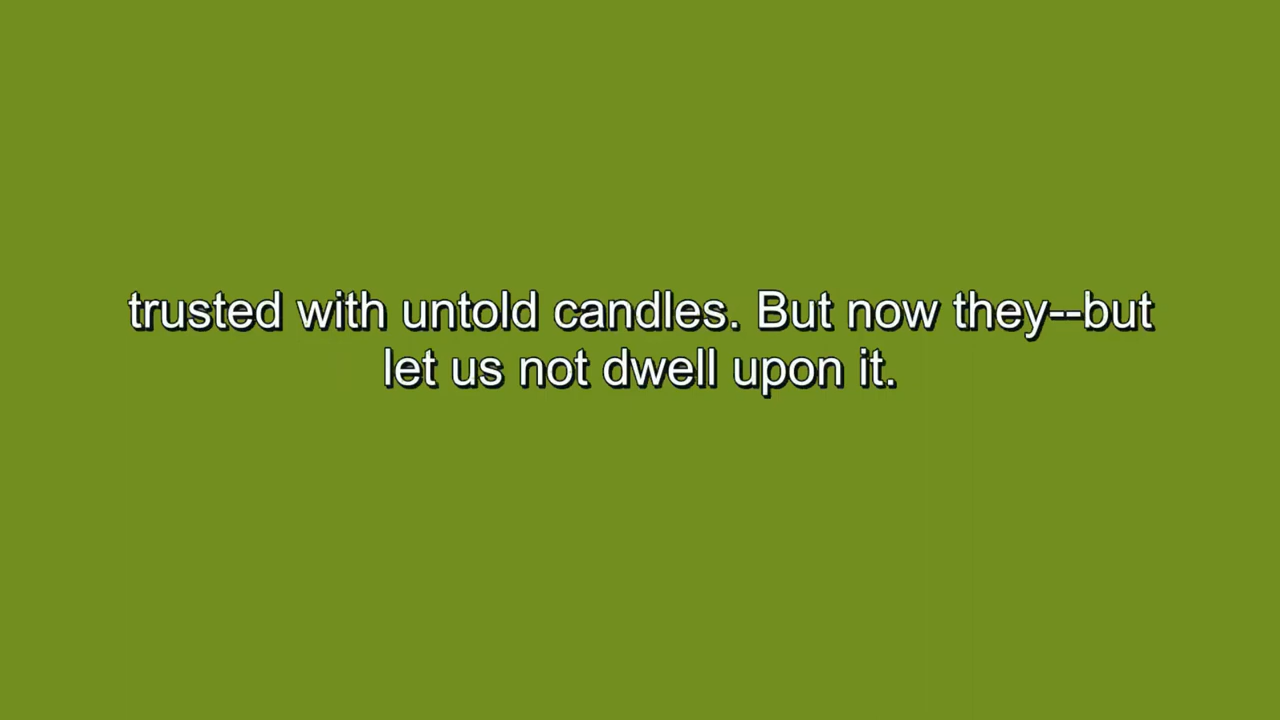 trusted with untold candles. But now they--but
let us not dwell upon it.